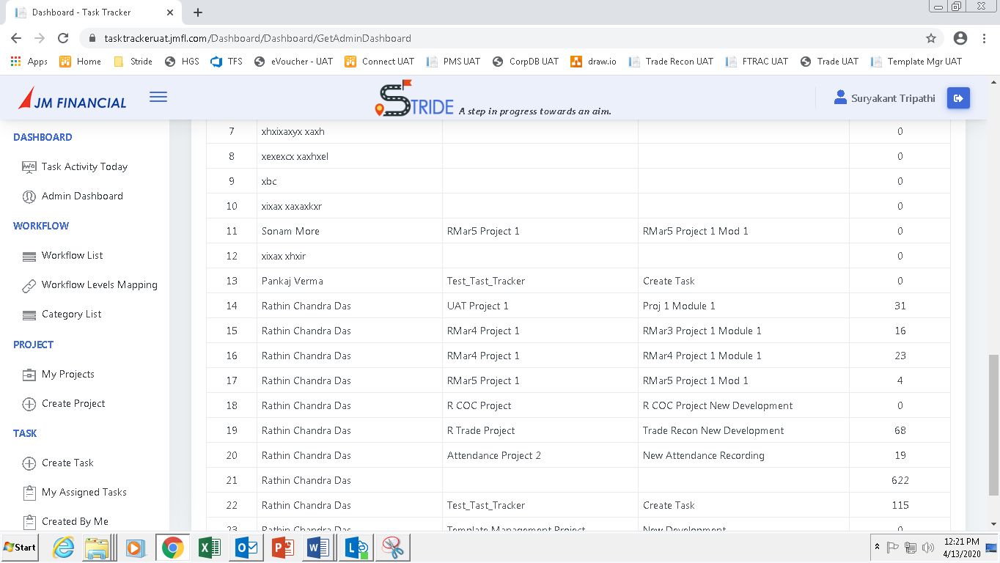 Dashboard - Task Tracker
tasktrackeruat.jmfl.com/Dashboard/Dashboard/GetAdminDashboard
Apps Home Stride HGS TFS eVoucher - UAT Connect UAT PMS UAT CorpDB UAT draw.io Trade Recon UAT FTRAC UAT Trade UAT Template Mgr UAT
JM FINANCIAL STRIDE A step in progress towards an aim. Suryakant Tripathi
DASHBOARD
Task Activity Today
Admin Dashboard
WORKFLOW
Workflow List
Workflow Levels Mapping
Category List
PROJECT
My Projects
Create Project
TASK
Create Task
My Assigned Tasks
Created By Me
7 xhxixaxyx xaxh 0
8 xexexcx xaxhxel 0
9 xbc 0
10 xixax xaxaxkxr 0
11 Sonam More RMar5 Project 1 RMar5 Project 1 Mod 1 0
12 xixax xhxir 0
13 Pankaj Verma Test_Tast_Tracker Create Task 0
14 Rathin Chandra Das UAT Project 1 Proj 1 Module 1 31
15 Rathin Chandra Das RMar4 Project 1 RMar3 Project 1 Module 1 16
16 Rathin Chandra Das RMar4 Project 1 RMar4 Project 1 Module 1 23
17 Rathin Chandra Das RMar5 Project 1 RMar5 Project 1 Mod 1 4
18 Rathin Chandra Das R COC Project R COC Project New Development 0
19 Rathin Chandra Das R Trade Project Trade Recon New Development 68
20 Rathin Chandra Das Attendance Project 2 New Attendance Recording 19
21 Rathin Chandra Das 622
22 Rathin Chandra Das Test_Tast_Tracker Create Task 115
23 Rathin Chandra Das Template Management Project New Development 0
Start
12:21 PM
4/13/2020